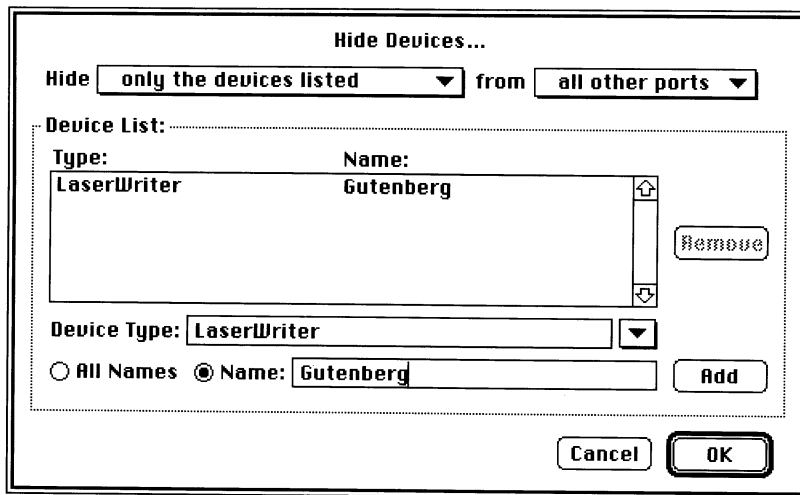 Hide Devices...
Hide only the devices listed from all other ports
Device List:
Type: Name:
LaserWriter Gutenberg
Remove
Device Type: LaserWriter
All Names Name: Gutenberg Add
Cancel OK